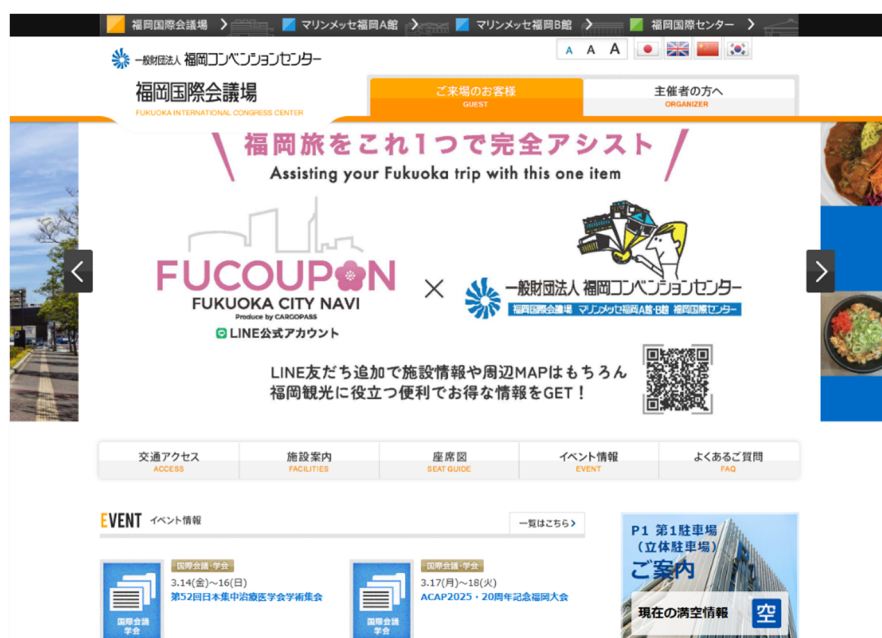 福岡国際会議場
マリンメッセ福岡A館
マリンメッセ福岡B館
福岡国際センター
一般財団法人 福岡コンベンションセンター
A A A
福岡国際会議場
FUKUOKA INTERNATIONAL CONGRESS CENTER
ご来場のお客様
GUEST
主催者の方へ
ORGANIZER
福岡旅をこれ1つで完全アシスト
Assisting your Fukuoka trip with this one item
FUCOUPON
FUKUOKA CITY NAVI
Produce by CARGOPASS
LINE公式アカウント
×
一般財団法人 福岡コンベンションセンター
福岡国際会議場 マリンメッセ福岡A館・B館 福岡国際センター
LINE友だち追加で施設情報や周辺MAPはもちろん
福岡観光に役立つ便利でお得な情報をGET！
交通アクセス
ACCESS
施設案内
FACILITIES
座席図
SEAT GUIDE
イベント情報
EVENT
よくあるご質問
FAQ
EVENT イベント情報
一覧はこちら
国際会議・学会
3.14(金)～16(日)
第52回日本集中治療医学会学術集会
国際会議
学会
国際会議・学会
3.17(月)～18(火)
ACAP2025・20周年記念福岡大会
国際会議
学会
P1 第1駐車場
（立体駐車場）
ご案内
現在の満空情報
空